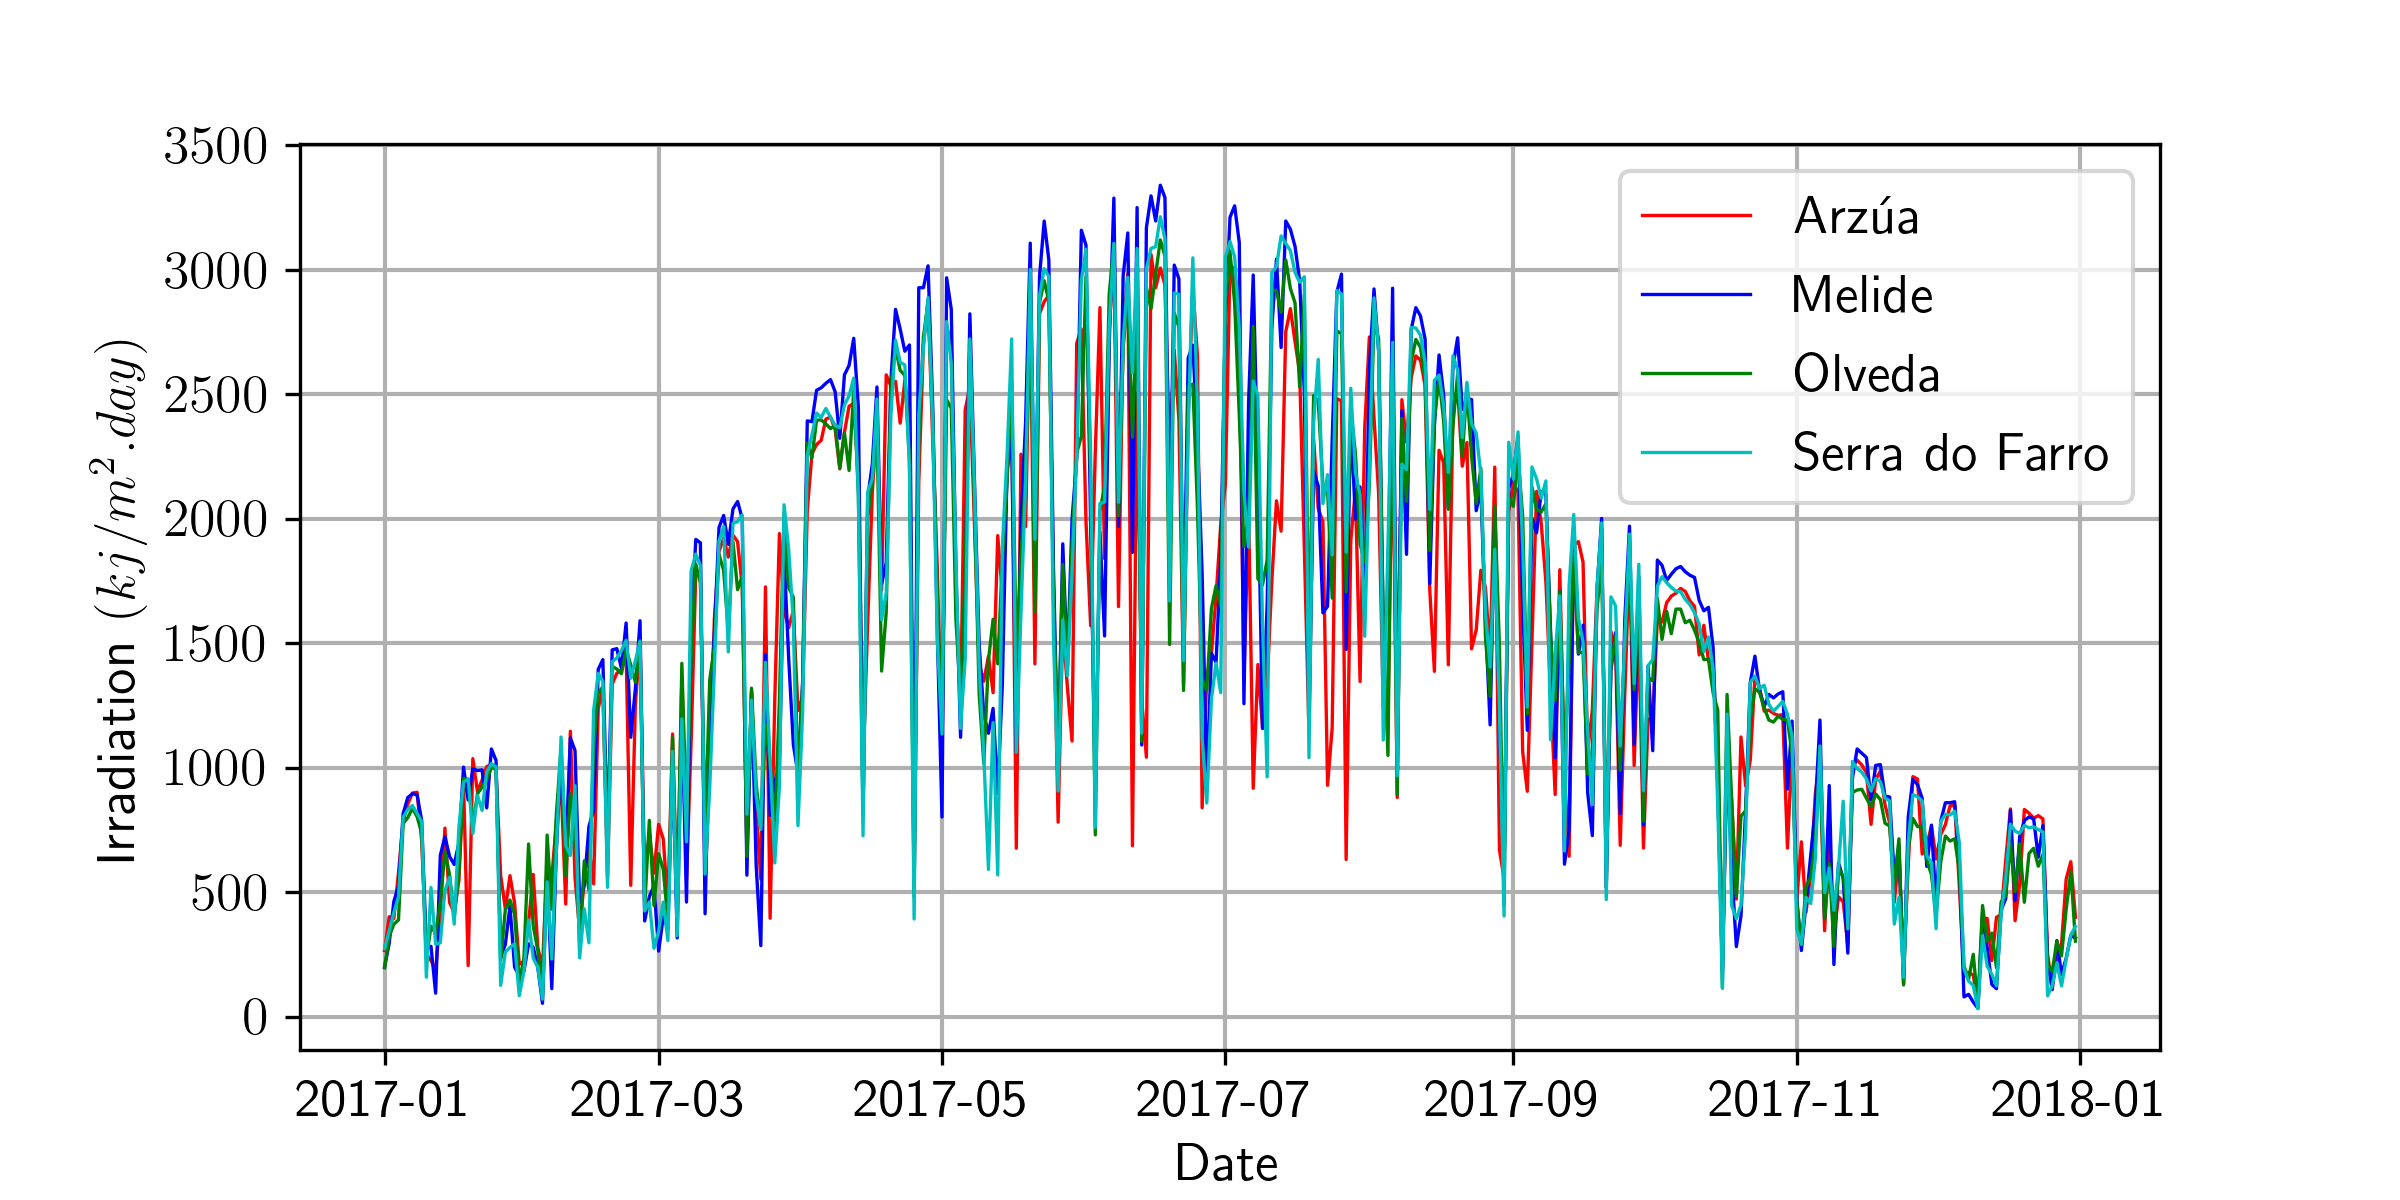 3500
3000
2500
2000
1500
1000
500
0
Irradiation (kj/m².day)
Arzúa
Melide
Olveda
Serra do Farro
2017-01 2017-03 2017-05 2017-07 2017-09 2017-11 2018-01
Date